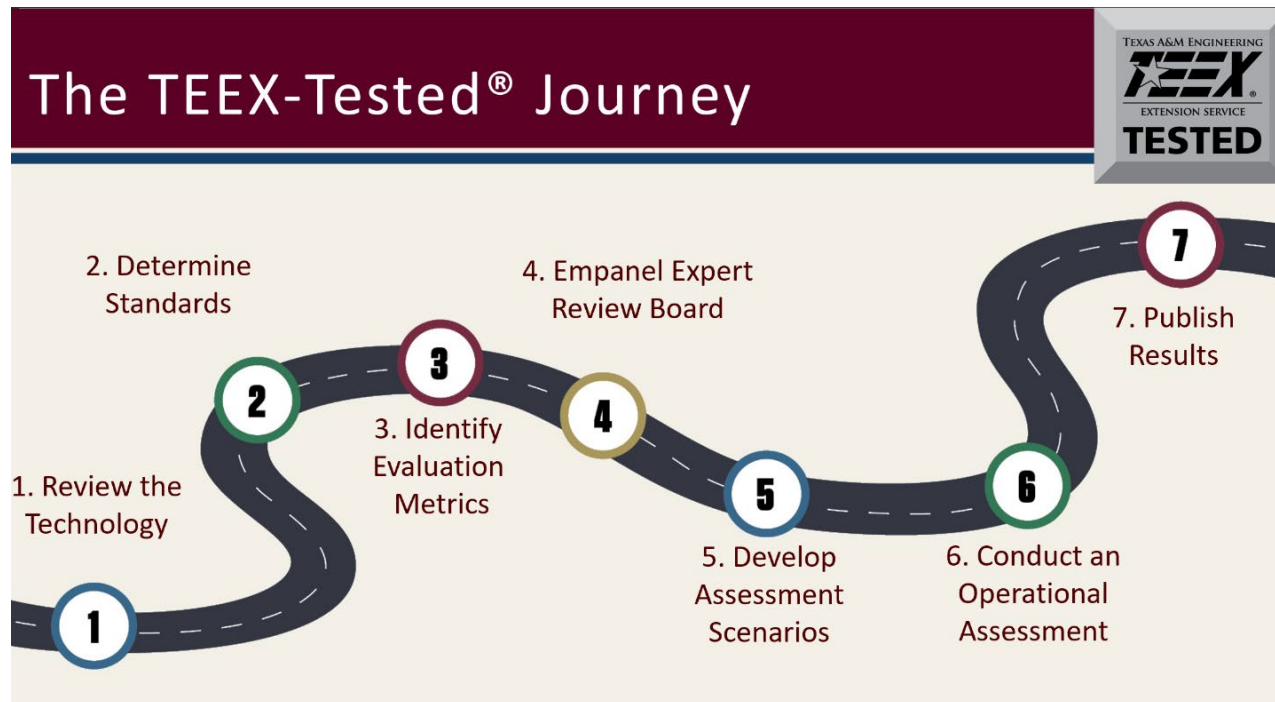 The TEEX-Tested® Journey
TEXAS A&M ENGINEERING
TEEX®
EXTENSION SERVICE
TESTED
1. Review the
Technology
1
2. Determine
Standards
2
3
3. Identify
Evaluation
Metrics
4. Empanel Expert
Review Board
4
5
5. Develop
Assessment
Scenarios
6
6. Conduct an
Operational
Assessment
7
7. Publish
Results